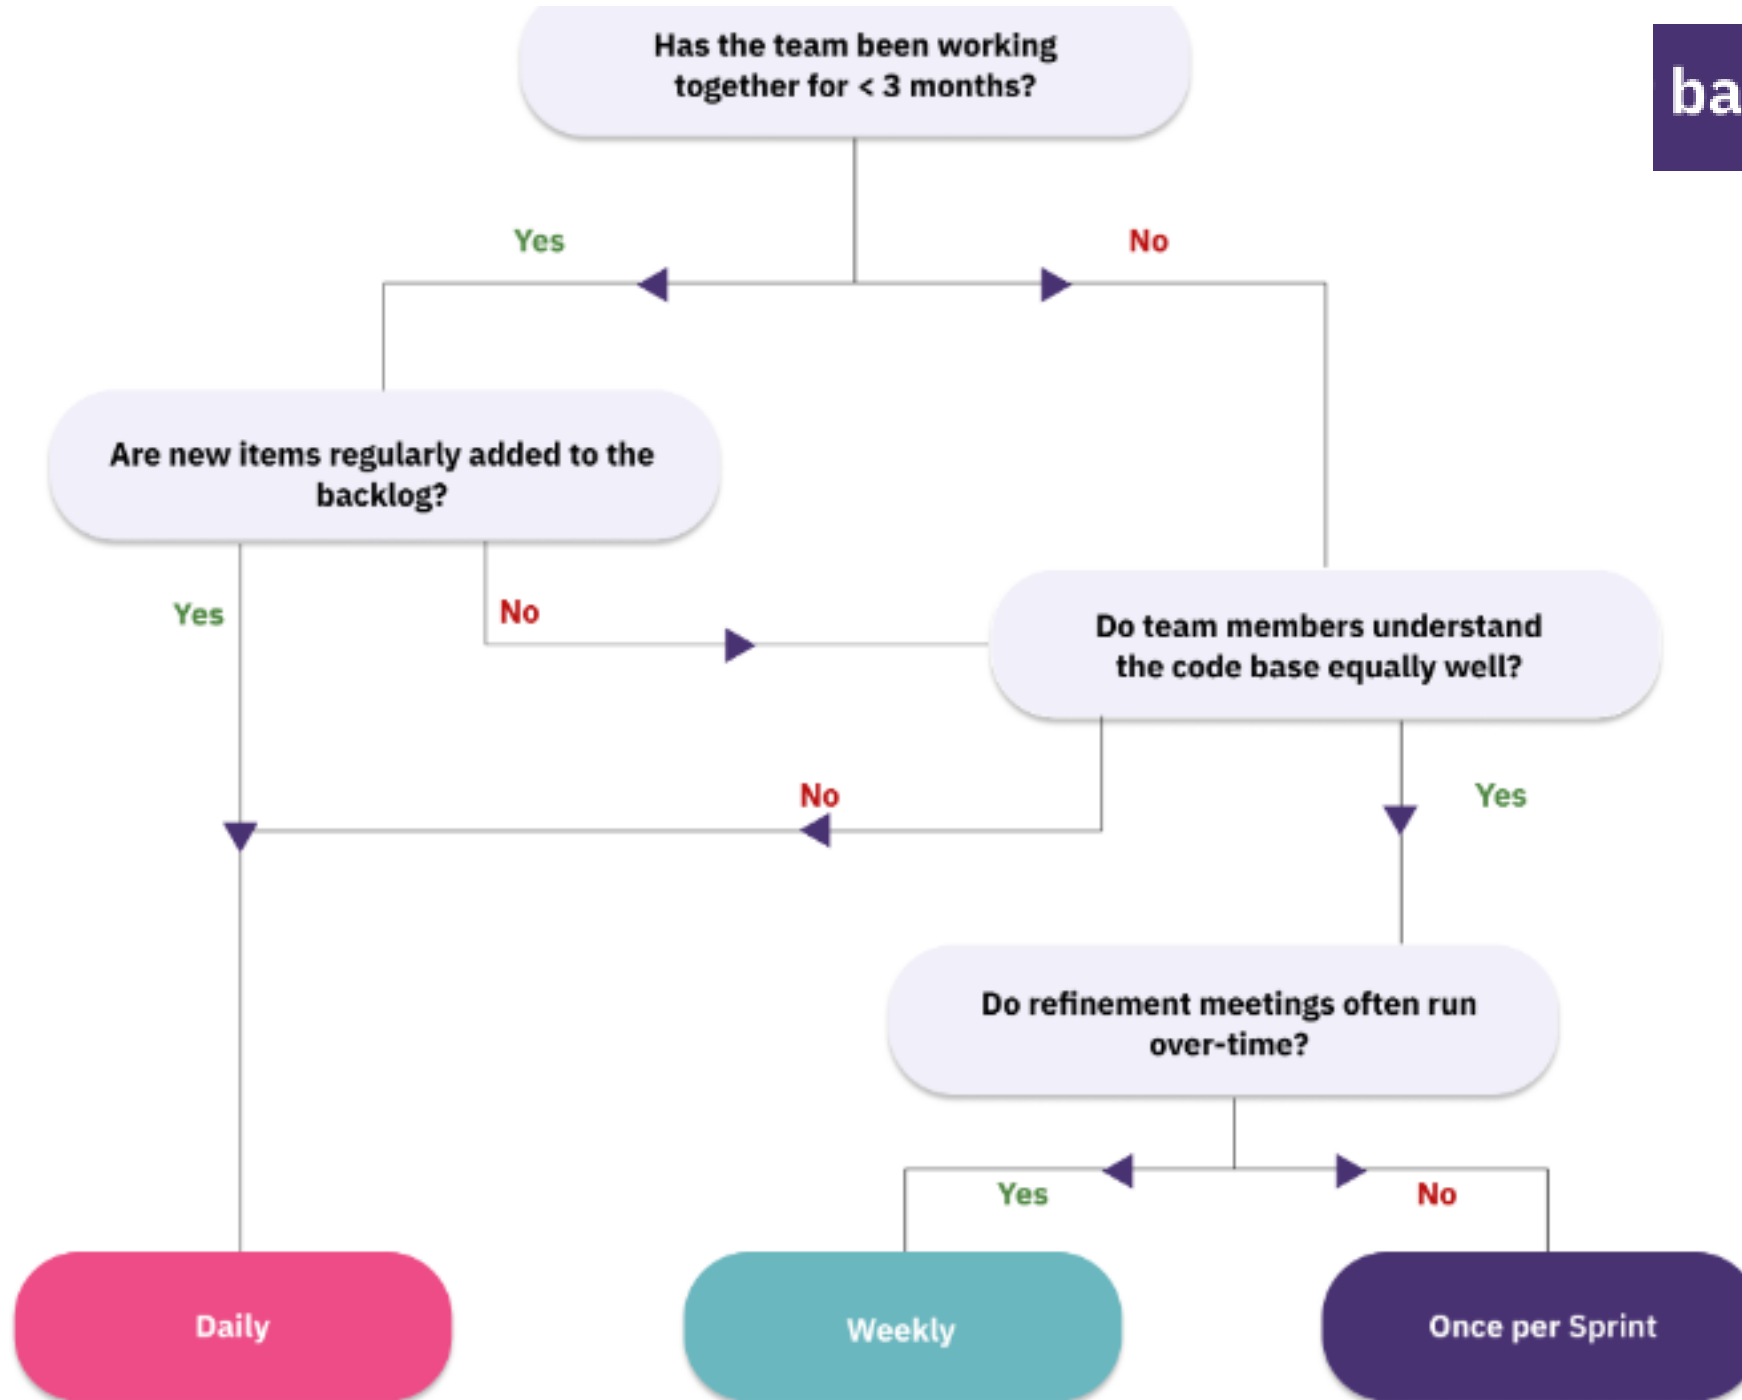 Has the team been working
together for < 3 months?
ba
Yes
No
Are new items regularly added to the
backlog?
Yes
No
Do team members understand
the code base equally well?
No
Yes
Do refinement meetings often run
over-time?
Yes
No
Daily
Weekly
Once per Sprint